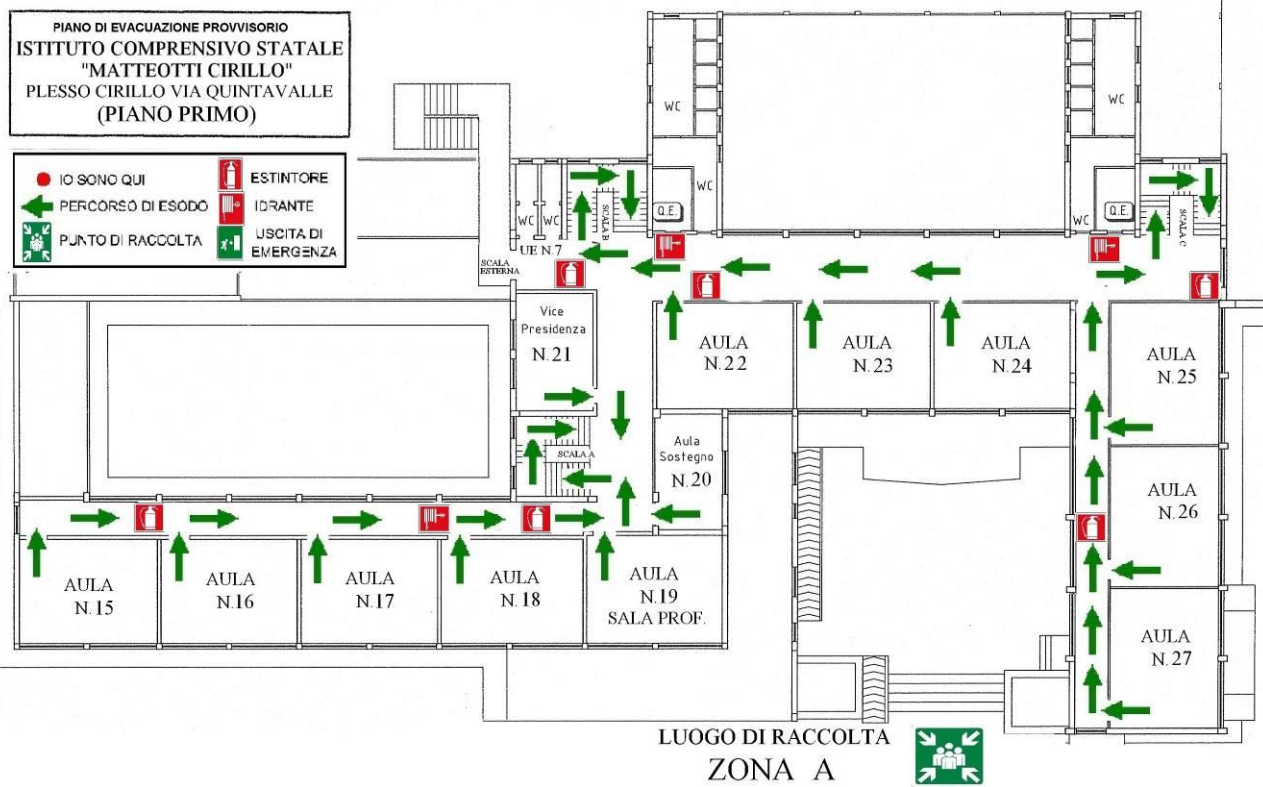 PIANO DI EVACUAZIONE PROVVISORIO
ISTITUTO COMPRENSIVO STATALE
"MATTEOTTI CIRILLO"
PLESSO CIRILLO VIA QUINTAVALLE
(PIANO PRIMO)
IO SONO QUI
ESTINTORE
PERCORSO DI ESODO
IDRANTE
PUNTO DI RACCOLTA
USCITA DI
EMERGENZA
WC
WC
WC
WC
WC
WC
Q.E.
Q.E.
SCALA B
SCALA C
UE N.7
SCALA
ESTERNA
Vice
Presidenza
N.21
AULA
N.22
AULA
N.23
AULA
N.24
AULA
N.25
SCALA A
Aula
Sostegno
N.20
AULA
N.26
AULA
N.15
AULA
N.16
AULA
N.17
AULA
N.18
AULA
N.19
SALA PROF.
AULA
N.27
LUOGO DI RACCOLTA
ZONA A